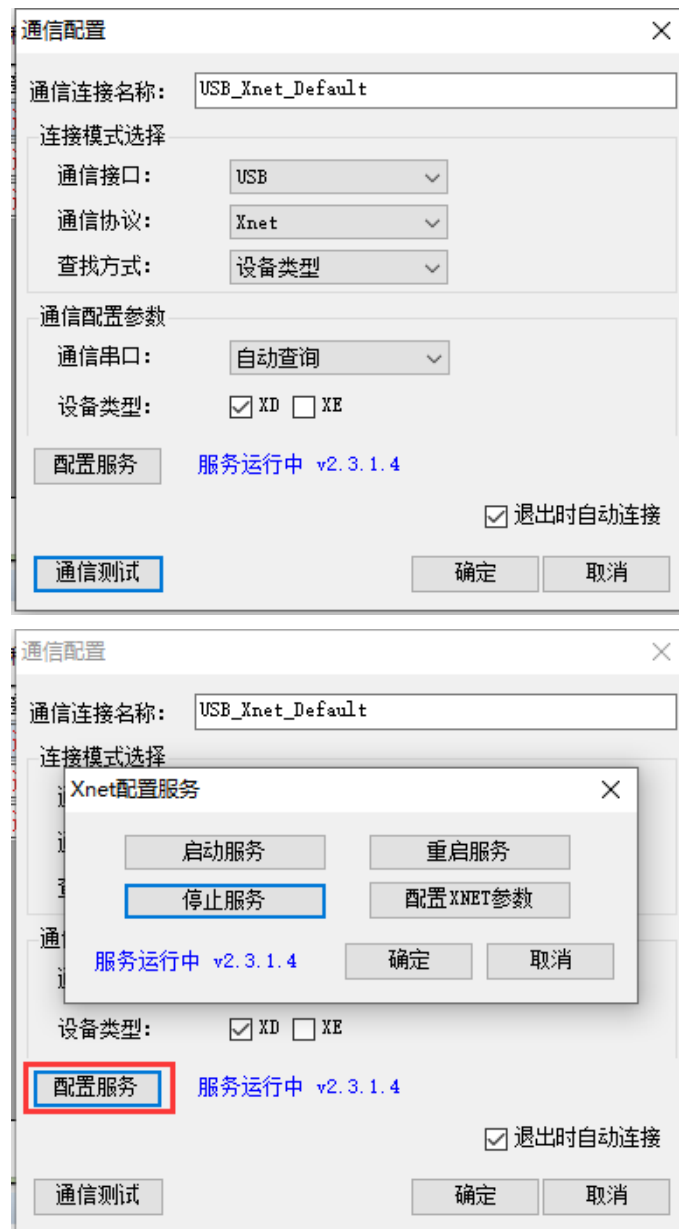 通信配置
通信连接名称: USB_Xnet_Default
连接模式选择
通信接口: USB
通信协议: Xnet
查找方式: 设备类型
通信配置参数
通信串口: 自动查询
设备类型: XD XE
配置服务 服务运行中 v2.3.1.4
退出时自动连接
通信测试 确定 取消
通信配置
通信连接名称: USB_Xnet_Default
连接模式选择
Xnet配置服务
启动服务 重启服务
停止服务 配置XNET参数
服务运行中 v2.3.1.4 确定 取消
设备类型: XD XE
配置服务 服务运行中 v2.3.1.4
退出时自动连接
通信测试 确定 取消